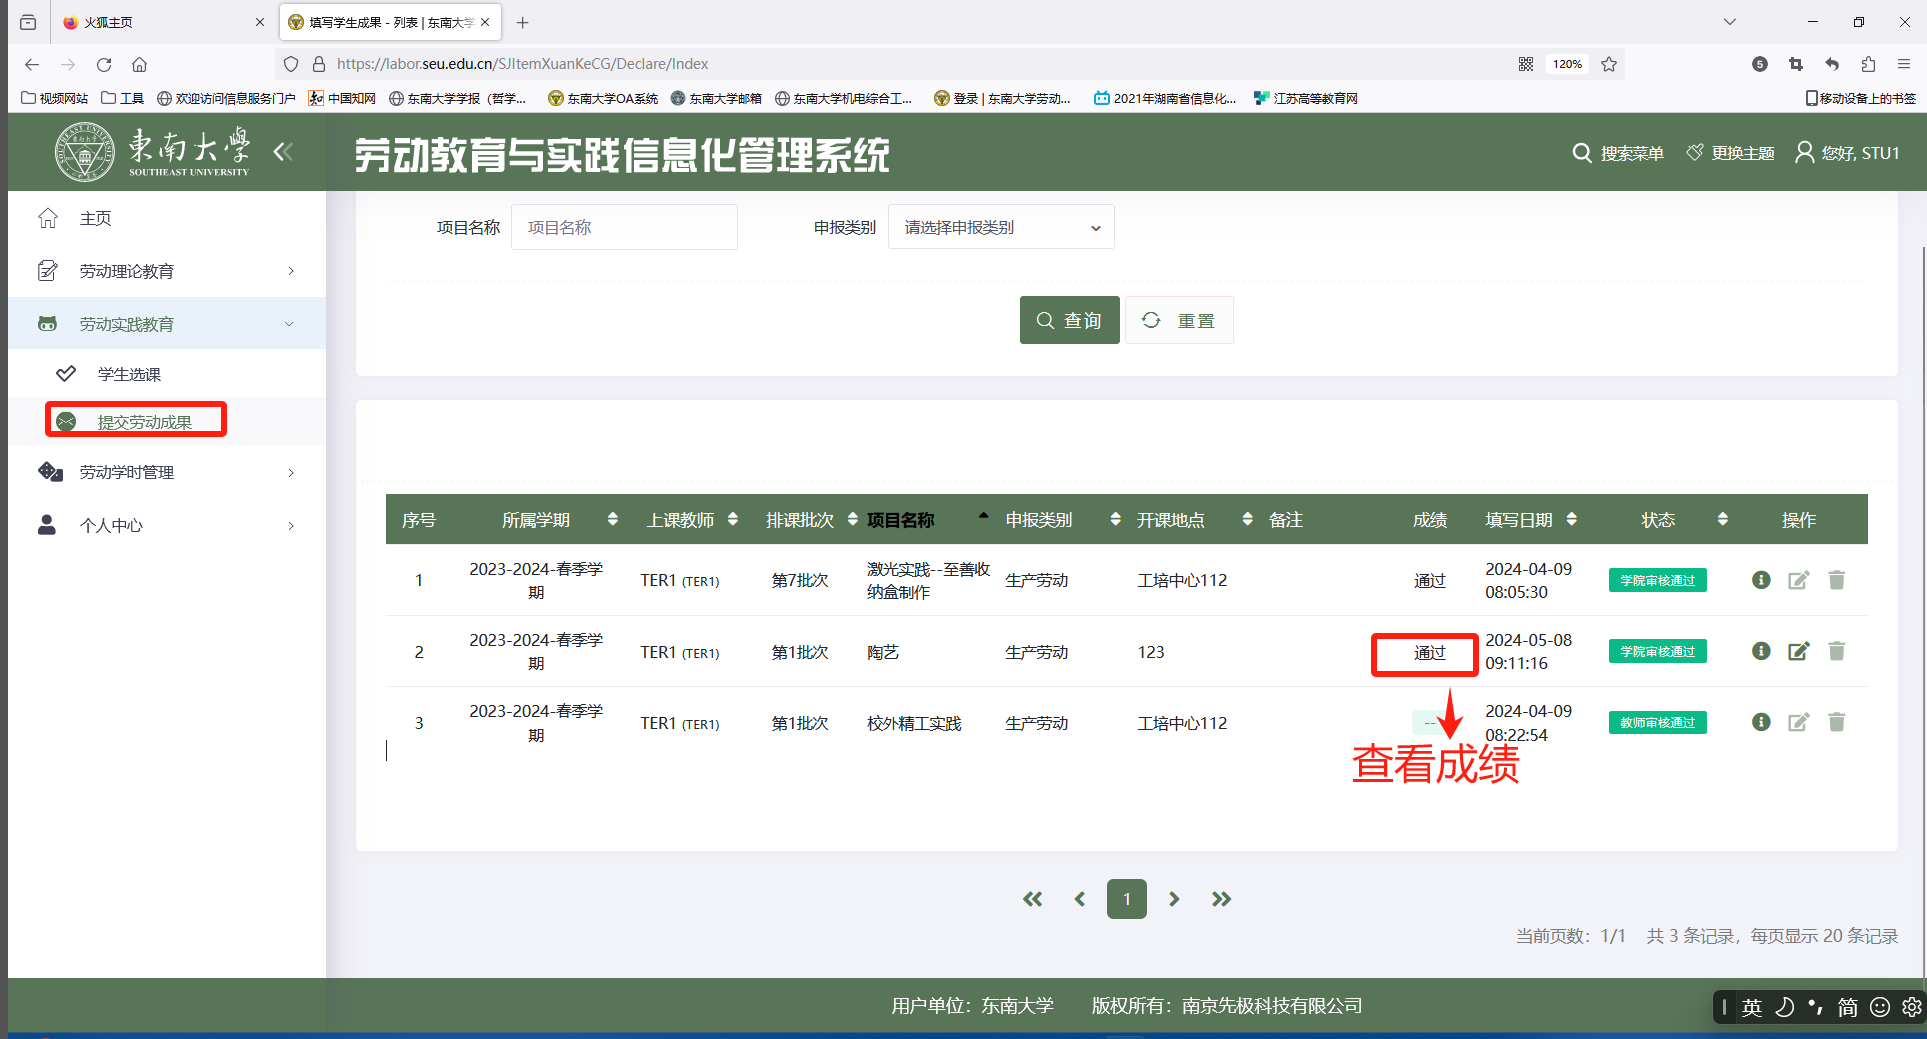 火狐主页
填写学生成果 - 列表 | 东南大学
https://labor.seu.edu.cn/SJItemXuanKeCG/Declare/Index
120%
5
视频网站
工具
欢迎访问信息服务门户
中国知网
东南大学学报（哲学...
东南大学OA系统
东南大学邮箱
东南大学机电综合工...
登录 | 东南大学劳动...
2021年湖南省信息化...
江苏高等教育网
移动设备上的书签
東南大學
SOUTHEAST UNIVERSITY
劳动教育与实践信息化管理系统
搜索菜单
更换主题
您好, STU1
主页
劳动理论教育
劳动实践教育
学生选课
提交劳动成果
劳动学时管理
个人中心
项目名称 项目名称 申报类别 请选择申报类别
查询 重置
序号 所属学期 上课教师 排课批次 项目名称 申报类别 开课地点 备注 成绩 填写日期 状态 操作
1 2023-2024-春季学期 TER1 (TER1) 第7批次 激光实践--至善收纳盒制作 生产劳动 工培中心112 通过 2024-04-09 08:05:30 学院审核通过
2 2023-2024-春季学期 TER1 (TER1) 第1批次 陶艺 生产劳动 123 通过 2024-05-08 09:11:16 学院审核通过
3 2023-2024-春季学期 TER1 (TER1) 第1批次 校外精工实践 生产劳动 工培中心112 -- 2024-04-09 08:22:54 教师审核通过
查看成绩
1
当前页数：1/1 共 3 条记录，每页显示 20 条记录
用户单位：东南大学 版权所有：南京先极科技有限公司
英 简